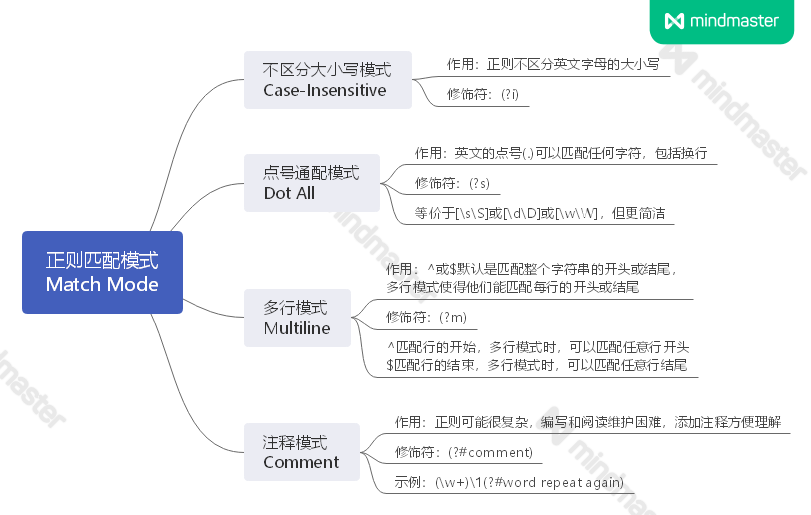 mindmaster
不区分大小写模式
Case-Insensitive
作用：正则不区分英文字母的大小写
修饰符：(?i)
点号通配模式
Dot All
作用：英文的点号(.)可以匹配任何字符，包括换行
修饰符：(?s)
等价于[\s\S]或[\d\D]或[\w\W]，但更简洁
正则匹配模式
Match Mode
多行模式
Multiline
作用：^或$默认是匹配整个字符串的开头或结尾，
多行模式使得他们能匹配每行的开头或结尾
修饰符：(?m)
^匹配行的开始，多行模式时，可以匹配任意行开头
$匹配行的结束，多行模式时，可以匹配任意行结尾
注释模式
Comment
作用：正则可能很复杂，编写和阅读维护困难，添加注释方便理解
修饰符：(?#comment)
示例：(\w+)\1(?#word repeat again)
mindmaster
mindmaster
mindmaster
mindmaster